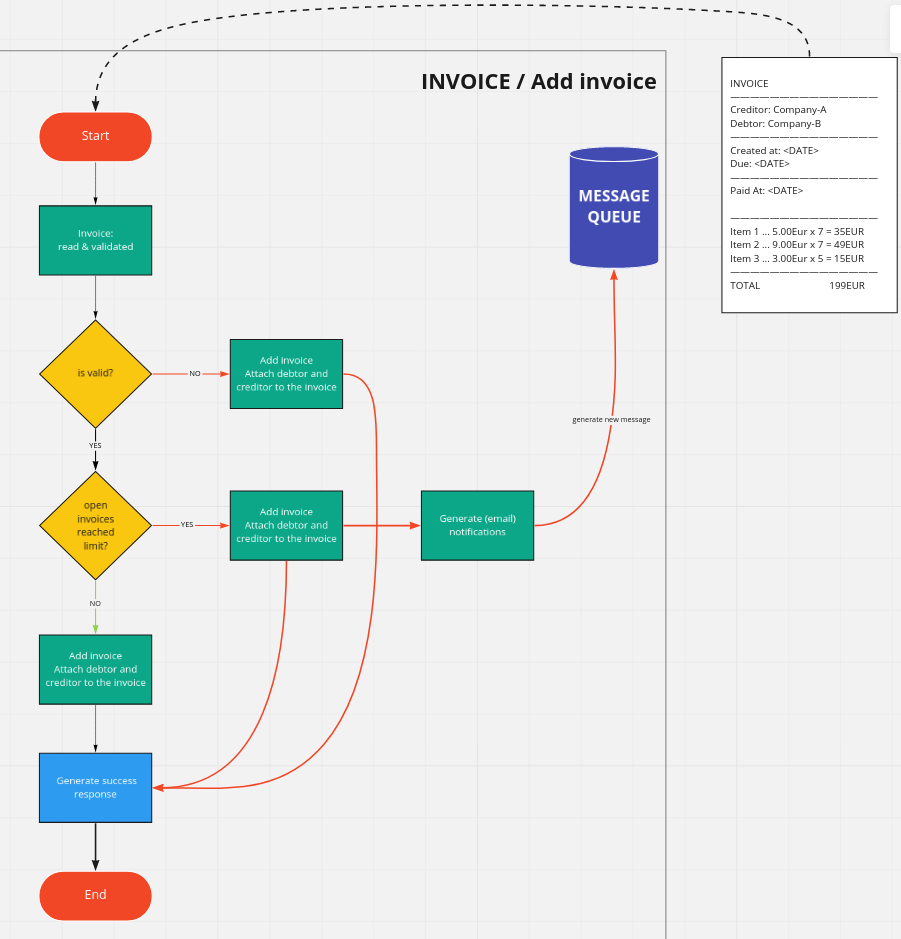 INVOICE / Add invoice
Start
Invoice:
read & validated
is valid?
NO
Add invoice
Attach debtor and
creditor to the invoice
YES
open
invoices
reached
limit?
YES
Add invoice
Attach debtor and
creditor to the invoice
Generate (email)
notifications
generate new message
MESSAGE
QUEUE
NO
Add invoice
Attach debtor and
creditor to the invoice
Generate success
response
End
INVOICE
———————————————
Creditor: Company-A
Debtor: Company-B
———————————————
Created at: <DATE>
Due: <DATE>
———————————————
Paid At: <DATE>
———————————————
Item 1 ... 5.00Eur x 7 = 35EUR
Item 2 ... 9.00Eur x 7 = 49EUR
Item 3 ... 3.00Eur x 5 = 15EUR
———————————————
TOTAL 199EUR